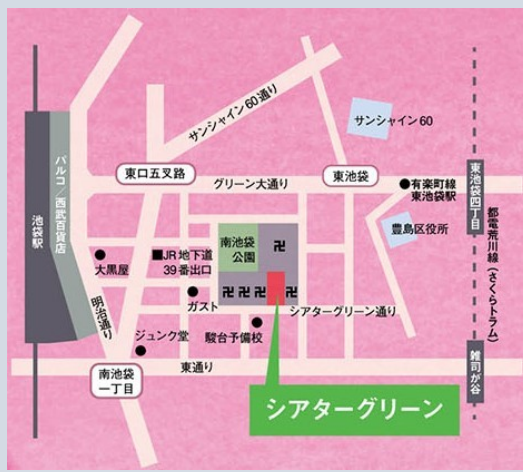 サンシャイン60通り
サンシャイン60
パルコ／西武百貨店
池袋駅
東口五叉路
グリーン大通り
東池袋
有楽町線
東池袋駅
東池袋四丁目
都電荒川線（さくらトラム）
豊島区役所
南池袋
公園
卍
大黒屋
JR地下道
39番出口
明治通り
ガスト
卍 卍 卍 卍
シアターグリーン通り
ジュンク堂
駿台予備校
東通り
南池袋
一丁目
雑司が谷
シアターグリーン